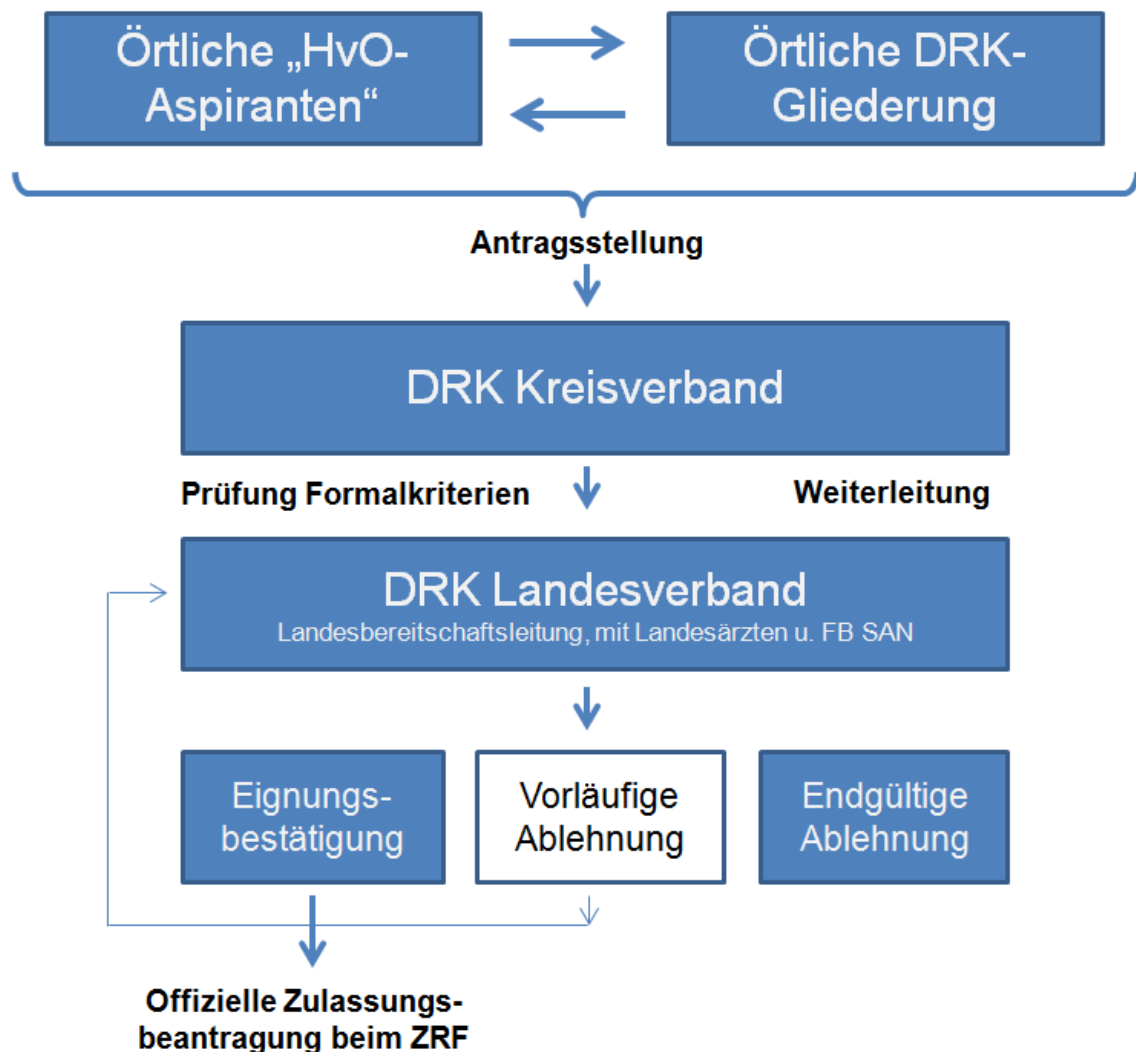 Örtliche „HvO-
Aspiranten“
Örtliche DRK-
Gliederung
Antragsstellung
DRK Kreisverband
Prüfung Formalkriterien
Weiterleitung
DRK Landesverband
Landesbereitschaftsleitung, mit Landesärzten u. FB SAN
Eignungs-
bestätigung
Vorläufige
Ablehnung
Endgültige
Ablehnung
Offizielle Zulassungs-
beantragung beim ZRF